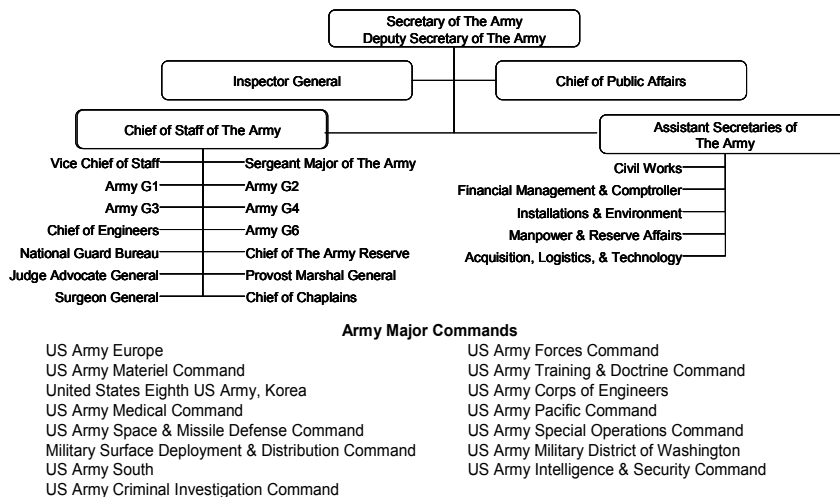 Secretary of The Army
Deputy Secretary of The Army
Inspector General
Chief of Public Affairs
Chief of Staff of The Army
Assistant Secretaries of
The Army
Vice Chief of Staff
Sergeant Major of The Army
Army G1
Army G2
Army G3
Army G4
Chief of Engineers
Army G6
National Guard Bureau
Chief of The Army Reserve
Judge Advocate General
Provost Marshal General
Surgeon General
Chief of Chaplains
Civil Works
Financial Management & Comptroller
Installations & Environment
Manpower & Reserve Affairs
Acquisition, Logistics, & Technology
Army Major Commands
US Army Europe
US Army Materiel Command
United States Eighth US Army, Korea
US Army Medical Command
US Army Space & Missile Defense Command
Military Surface Deployment & Distribution Command
US Army South
US Army Criminal Investigation Command
US Army Forces Command
US Army Training & Doctrine Command
US Army Corps of Engineers
US Army Pacific Command
US Army Special Operations Command
US Army Military District of Washington
US Army Intelligence & Security Command